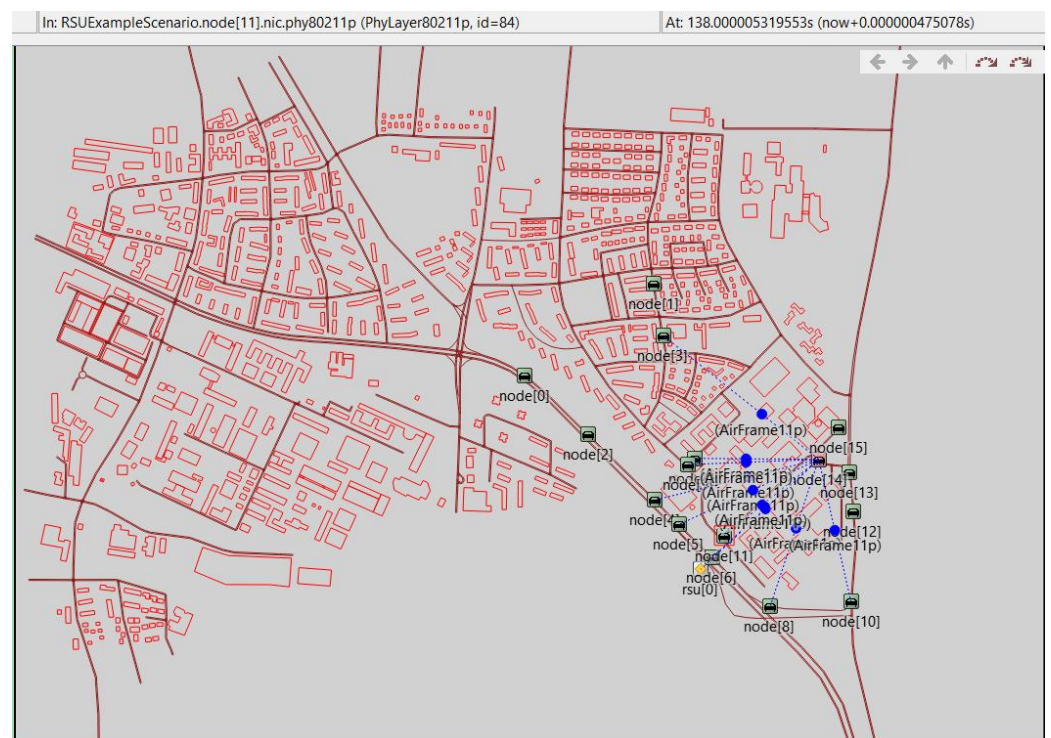 In: RSUExampleScenario.node[11].nic.phy80211p (PhyLayer80211p, id=84)
At: 138.000005319553s (now+0.000000475078s)
node[1]
node[3]
node[0]
(AirFrame11p)
node[2]
node[15]
(AirFrame11p)
node[14]
(AirFrame11p)
node[13]
(AirFrame11p)
node[4]
(AirFrame11p)
node[12]
node[5]
(AirFrame11p)
node[11]
node[6]
rsu[0]
node[8]
node[10]